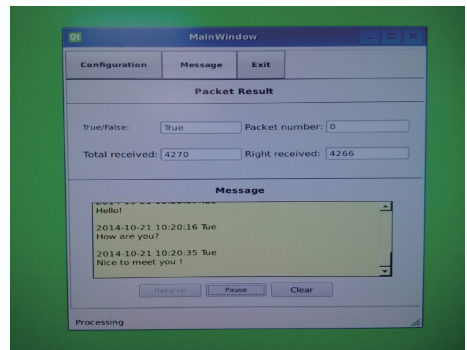 Qt MainWindow
Configuration Message Exit
Packet Result
True/False: True Packet number: 0
Total received: 4270 Right received: 4266
Message
Hello!
2014-10-21 10:20:16 Tue
How are you?
2014-10-21 10:20:35 Tue
Nice to meet you !
Receive Pause Clear
Processing